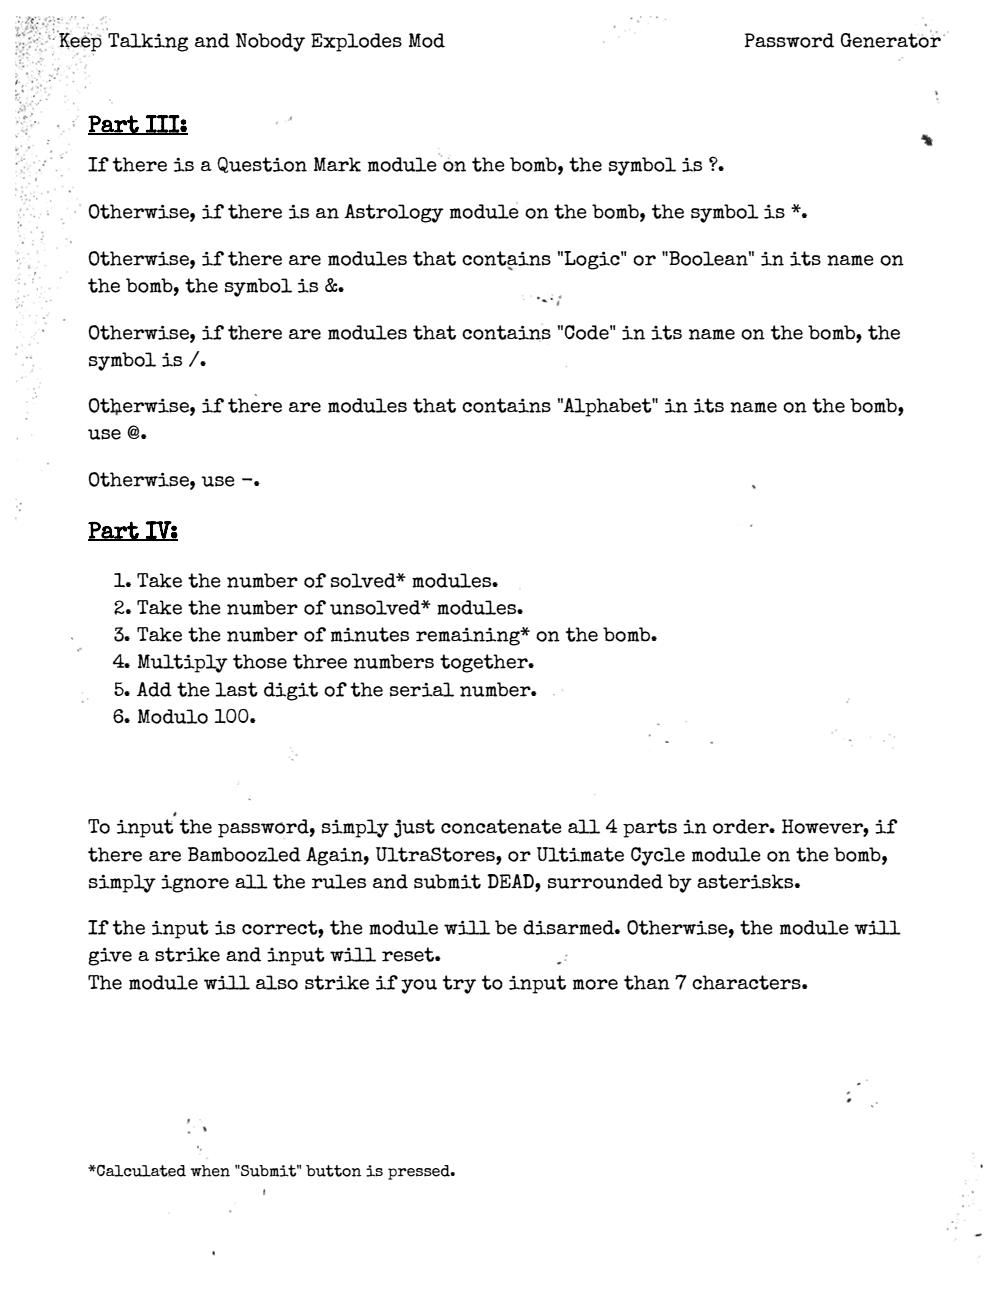 Keep Talking and Nobody Explodes Mod
Password Generator
Part III:
If there is a Question Mark module on the bomb, the symbol is ?.
Otherwise, if there is an Astrology module on the bomb, the symbol is *.
Otherwise, if there are modules that contains "Logic" or "Boolean" in its name on
the bomb, the symbol is &.
Otherwise, if there are modules that contains "Code" in its name on the bomb, the
symbol is /.
Otherwise, if there are modules that contains "Alphabet" in its name on the bomb,
use @.
Otherwise, use -.
Part IV:
1. Take the number of solved* modules.
2. Take the number of unsolved* modules.
3. Take the number of minutes remaining* on the bomb.
4. Multiply those three numbers together.
5. Add the last digit of the serial number.
6. Modulo 100.
To input the password, simply just concatenate all 4 parts in order. However, if
there are Bamboozled Again, UltraStores, or Ultimate Cycle module on the bomb,
simply ignore all the rules and submit DEAD, surrounded by asterisks.
If the input is correct, the module will be disarmed. Otherwise, the module will
give a strike and input will reset.
The module will also strike if you try to input more than 7 characters.
*Calculated when "Submit" button is pressed.